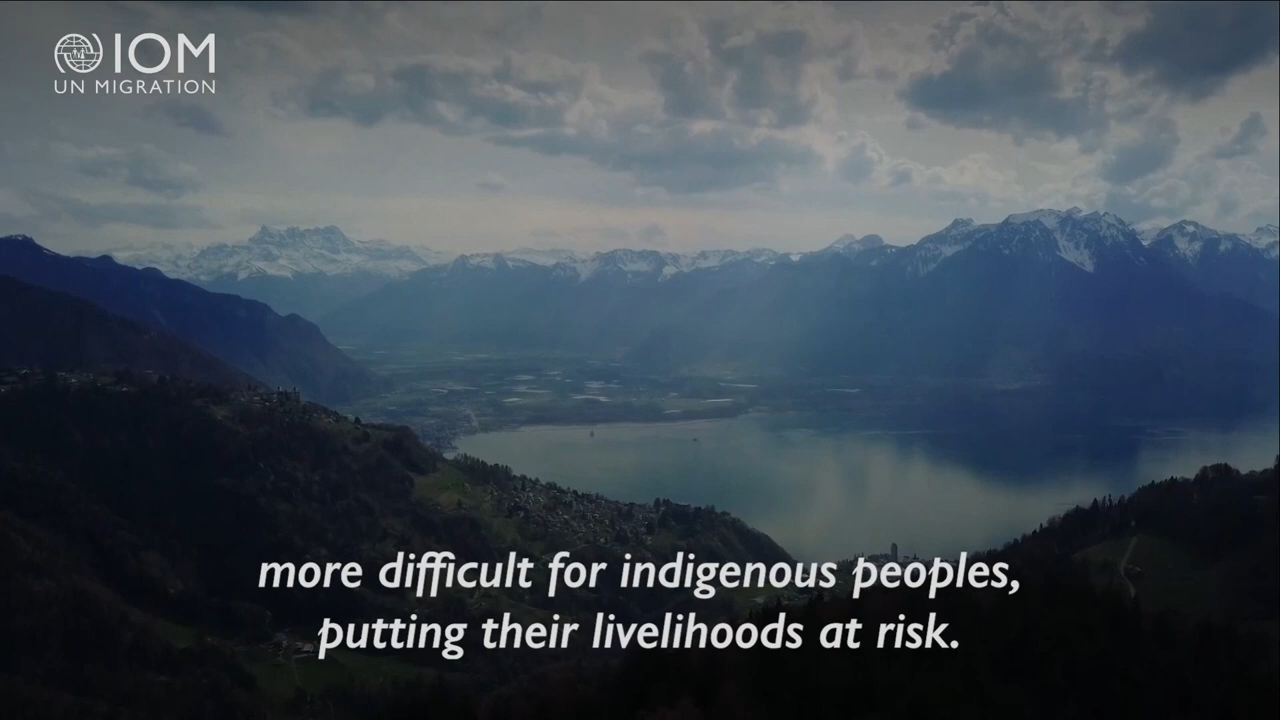 IOM
UN MIGRATION
more difficult for indigenous peoples,
putting their livelihoods at risk.